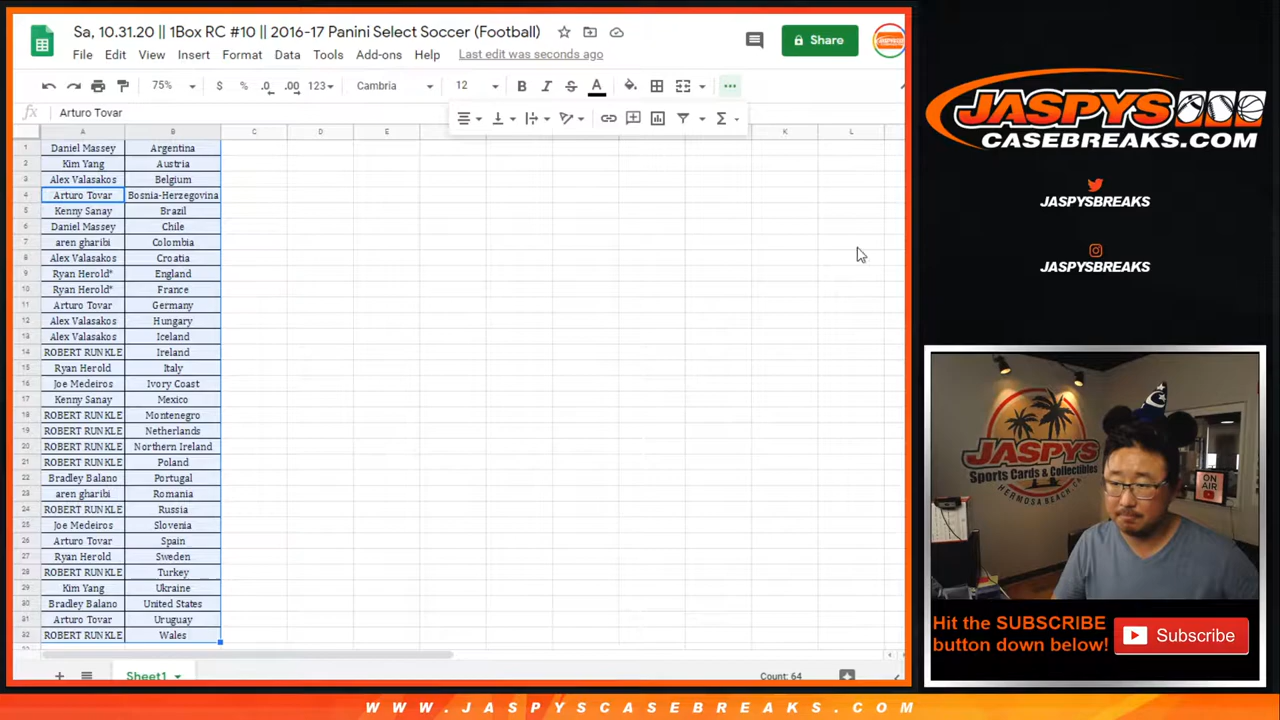 Sa, 10.31.20 || 1Box RC #10 || 2016-17 Panini Select Soccer (Football)
File Edit View Insert Format Data Tools Add-ons Help Last edit was seconds ago
Share
75% $ % .0 .00 123 Cambria 12 B I S A
fx Arturo Tovar
A B C D E K L
1 Daniel Massey Argentina
2 Kim Yang Austria
3 Alex Valasakos Belgium
4 Arturo Tovar Bosnia-Herzegovina
5 Kenny Sanay Brazil
6 Daniel Massey Chile
7 aren gharibi Colombia
8 Alex Valasakos Croatia
9 Ryan Herold* England
10 Ryan Herold* France
11 Arturo Tovar Germany
12 Alex Valasakos Hungary
13 Alex Valasakos Iceland
14 ROBERT RUNKLE Ireland
15 Ryan Herold Italy
16 Joe Medeiros Ivory Coast
17 Kenny Sanay Mexico
18 ROBERT RUNKLE Montenegro
19 ROBERT RUNKLE Netherlands
20 ROBERT RUNKLE Northern Ireland
21 ROBERT RUNKLE Poland
22 Bradley Balano Portugal
23 aren gharibi Romania
24 ROBERT RUNKLE Russia
25 Joe Medeiros Slovenia
26 Arturo Tovar Spain
27 Ryan Herold Sweden
28 ROBERT RUNKLE Turkey
29 Kim Yang Ukraine
30 Bradley Balano United States
31 Arturo Tovar Uruguay
32 ROBERT RUNKLE Wales
Sheet1
Count: 64
JASPYS
CASEBREAKS.COM
JASPYSBREAKS
JASPYSBREAKS
JASPYS
Sports Cards & Collectibles
HERMOSA BEACH, CA
ON AIR
Hit the SUBSCRIBE
button down below!
Subscribe
WWW.JASPYSCASEBREAKS.COM